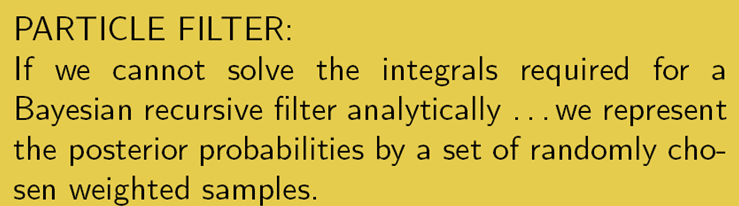 PARTICLE FILTER:
If we cannot solve the integrals required for a
Bayesian recursive filter analytically ... we represent
the posterior probabilities by a set of randomly cho-
sen weighted samples.